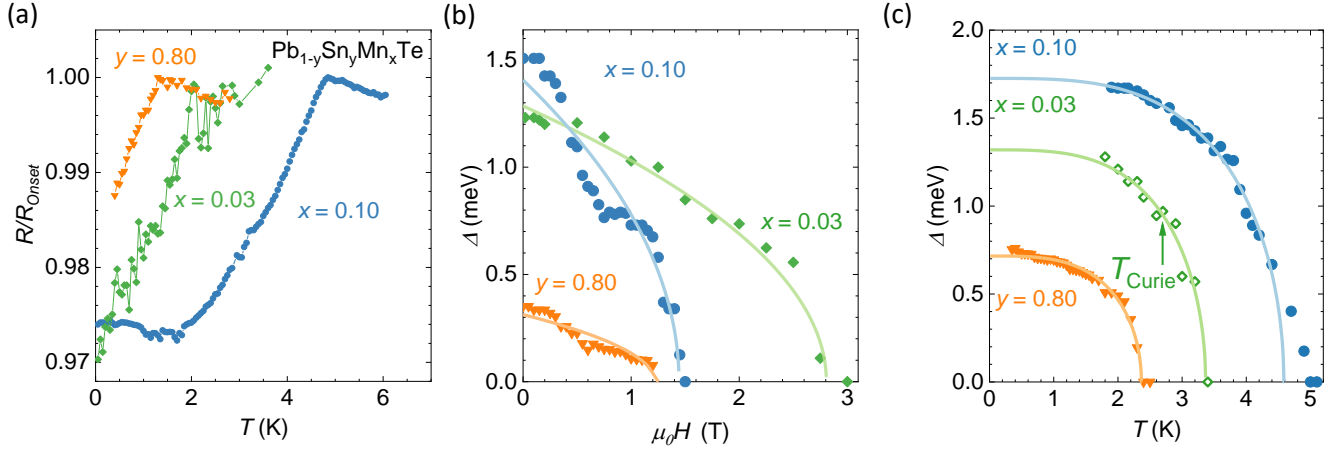 (a)
Pb1-ySnyMnxTe
y = 0.80
x = 0.03
x = 0.10
1.00
0.99
0.98
0.97
R/ROnset
0 2 4 6
T (K)
(b)
x = 0.10
x = 0.03
y = 0.80
1.5
1.0
0.5
0.0
Δ (meV)
0 1 2 3
μ0H (T)
(c)
x = 0.10
x = 0.03
TCurie
y = 0.80
2.0
1.5
1.0
0.5
0.0
Δ (meV)
0 1 2 3 4 5
T (K)